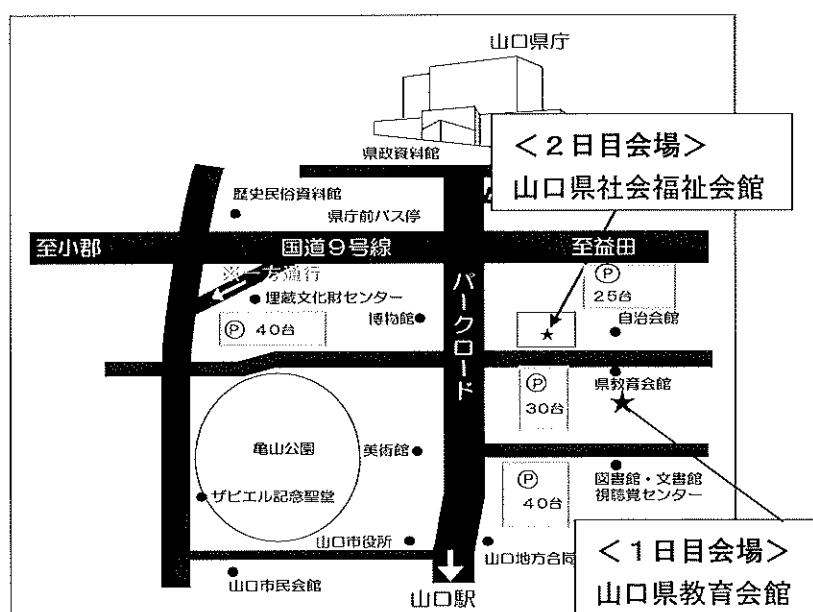 山口県庁
県政資料館
＜２日目会場＞
山口県社会福祉会館
歴史民俗資料館
県庁前バス停
至小郡
国道９号線
至益田
※一方通行
埋蔵文化財センター
Ⓟ 40台
博物館
パークロード
Ⓟ
25台
自治会館
県教育会館
Ⓟ
30台
亀山公園
美術館
ザビエル記念聖堂
Ⓟ
40台
図書館・文書館
視聴覚センター
山口市役所
山口地方合同
＜１日目会場＞
山口県教育会館
山口市民会館
山口駅